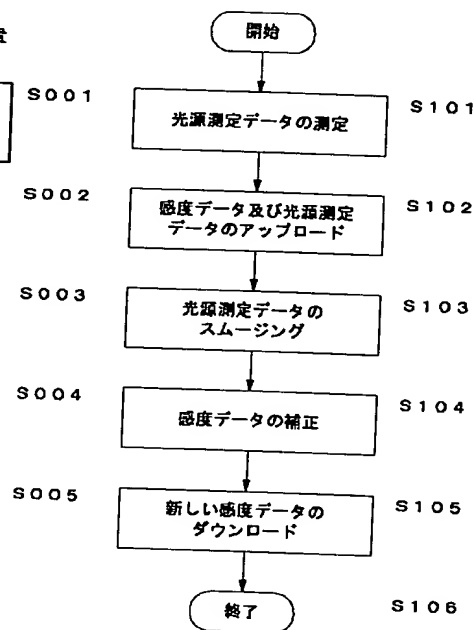 開始
S001
光源測定データの測定
S101
S002
感度データ及び光源測定
データのアップロード
S102
S003
光源測定データの
スムージング
S103
S004
感度データの補正
S104
S005
新しい感度データの
ダウンロード
S105
終了
S106